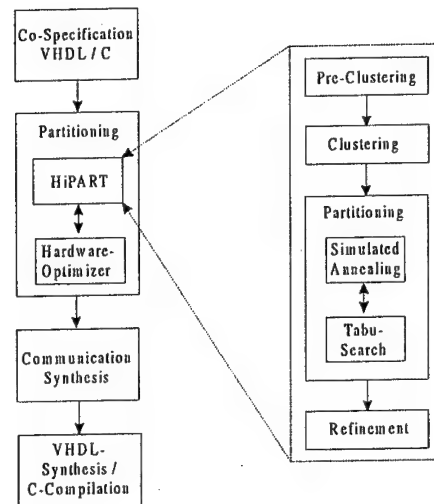 Co-Specification
VHDL / C
Partitioning
HiPART
Hardware-
Optimizer
Communication
Synthesis
VHDL-
Synthesis /
C-Compilation
Pre-Clustering
Clustering
Partitioning
Simulated
Annealing
Tabu-
Search
Refinement